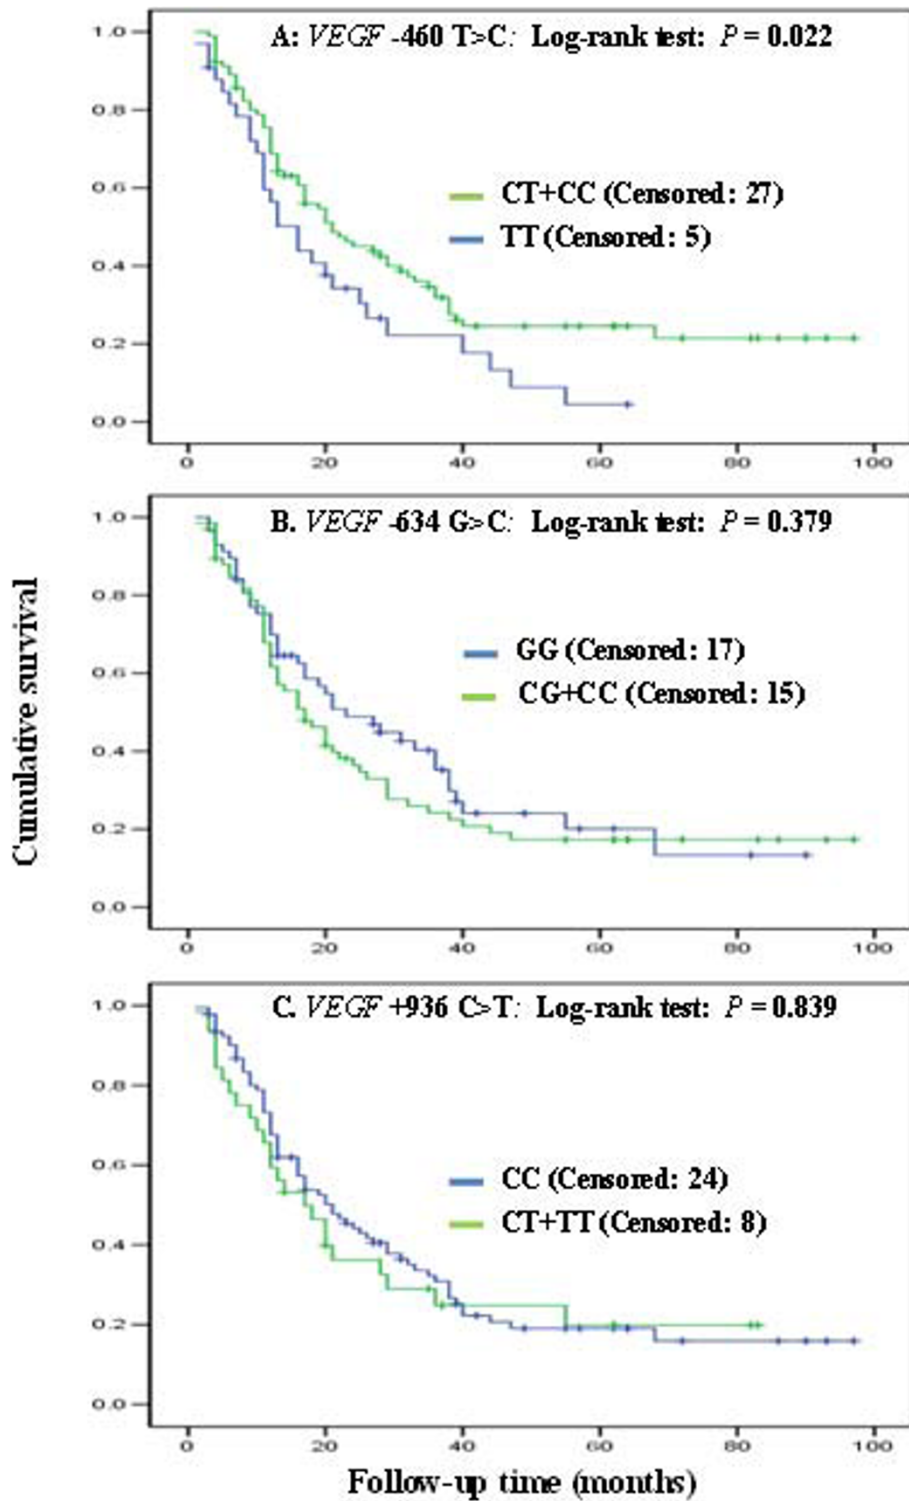 A: VEGF -460 T>C: Log-rank test: P = 0.022
1.0
0.8
0.6
0.4
0.2
0.0
CT+CC (Censored: 27)
TT (Censored: 5)
0 20 40 60 80 100
B. VEGF -634 G>C: Log-rank test: P = 0.379
1.0
0.8
0.6
0.4
0.2
0.0
GG (Censored: 17)
CG+CC (Censored: 15)
0 20 40 60 80 100
Cumulative survival
C. VEGF +936 C>T: Log-rank test: P = 0.839
1.0
0.8
0.6
0.4
0.2
0.0
CC (Censored: 24)
CT+TT (Censored: 8)
0 20 40 60 80 100
Follow-up time (months)